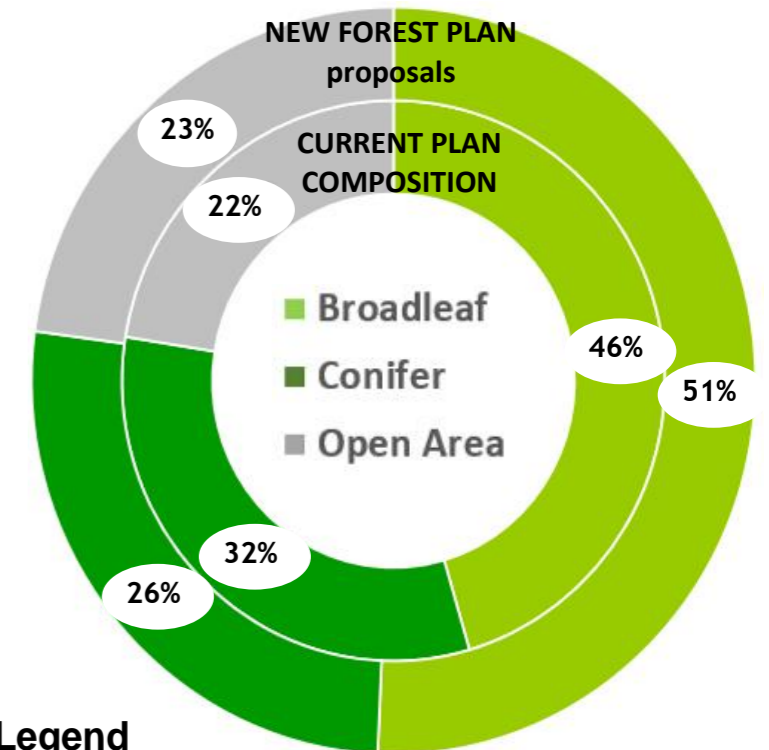 NEW FOREST PLAN
proposals
23%
CURRENT PLAN
COMPOSITION
22%
Broadleaf
Conifer
Open Area
46%
51%
32%
26%
Legend